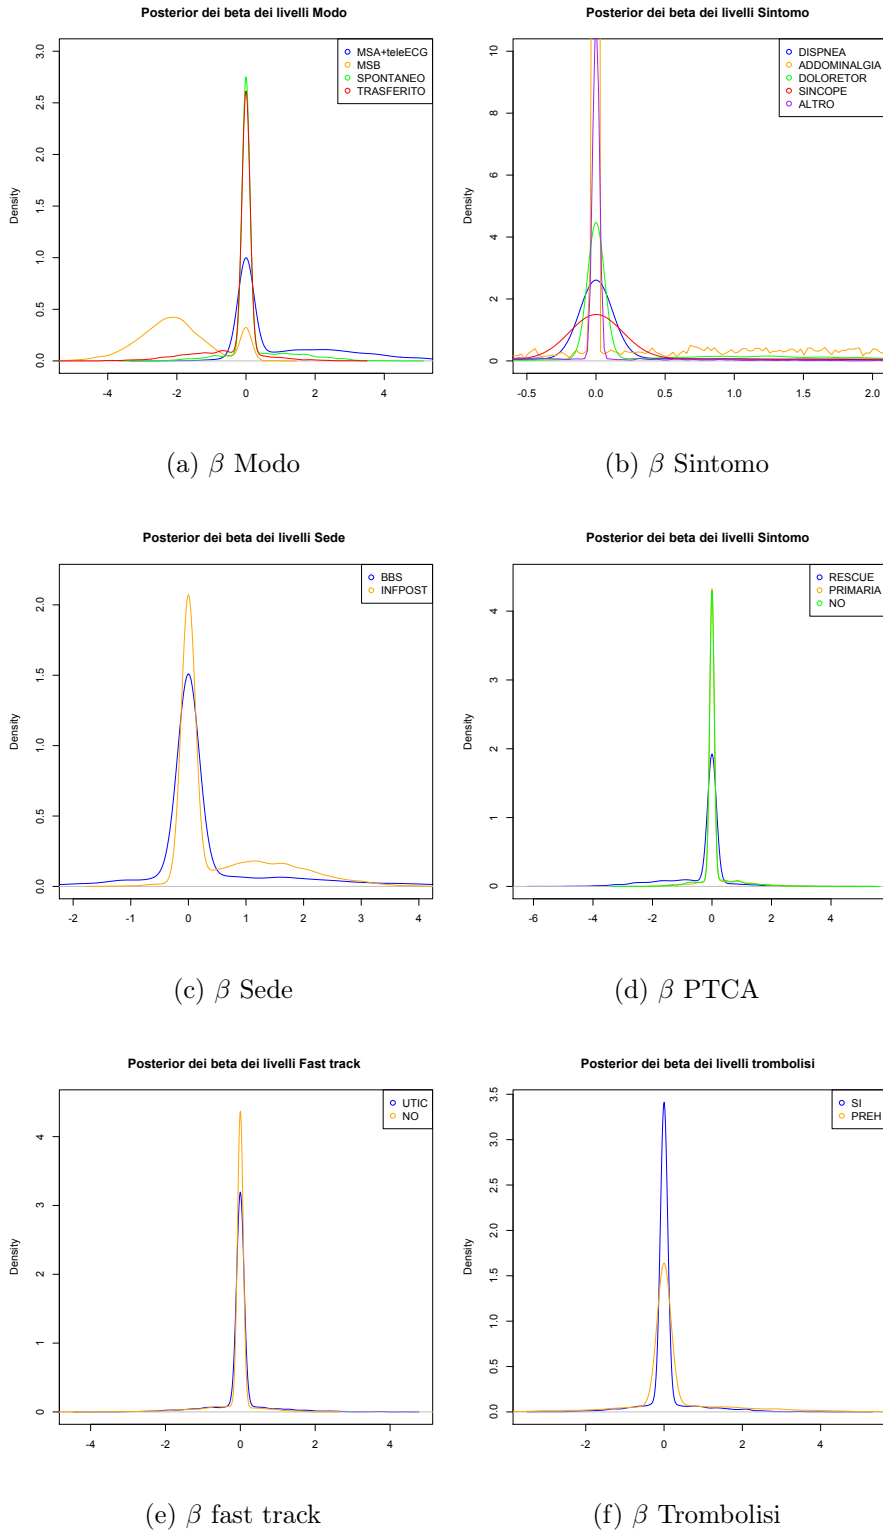 Posterior dei beta dei livelli Modo
MSA+teleECG
MSB
SPONTANEO
TRASFERITO
Density
0.0 0.5 1.0 1.5 2.0 2.5 3.0
-4 -2 0 2 4
(a) β Modo
Posterior dei beta dei livelli Sintomo
DISPNEA
ADDOMINALGIA
DOLORETOR
SINCOPE
ALTRO
Density
0 2 4 6 8 10
-0.5 0.0 0.5 1.0 1.5 2.0
(b) β Sintomo
Posterior dei beta dei livelli Sede
BBS
INFPOST
Density
0.0 0.5 1.0 1.5 2.0
-2 -1 0 1 2 3 4
(c) β Sede
Posterior dei beta dei livelli Sintomo
RESCUE
PRIMARIA
NO
Density
0 1 2 3 4
-6 -4 -2 0 2 4
(d) β PTCA
Posterior dei beta dei livelli Fast track
UTIC
NO
Density
0 1 2 3 4
-4 -2 0 2 4
(e) β fast track
Posterior dei beta dei livelli trombolisi
SI
PREH
Density
0.0 0.5 1.0 1.5 2.0 2.5 3.0 3.5
-2 0 2 4
(f) β Trombolisi